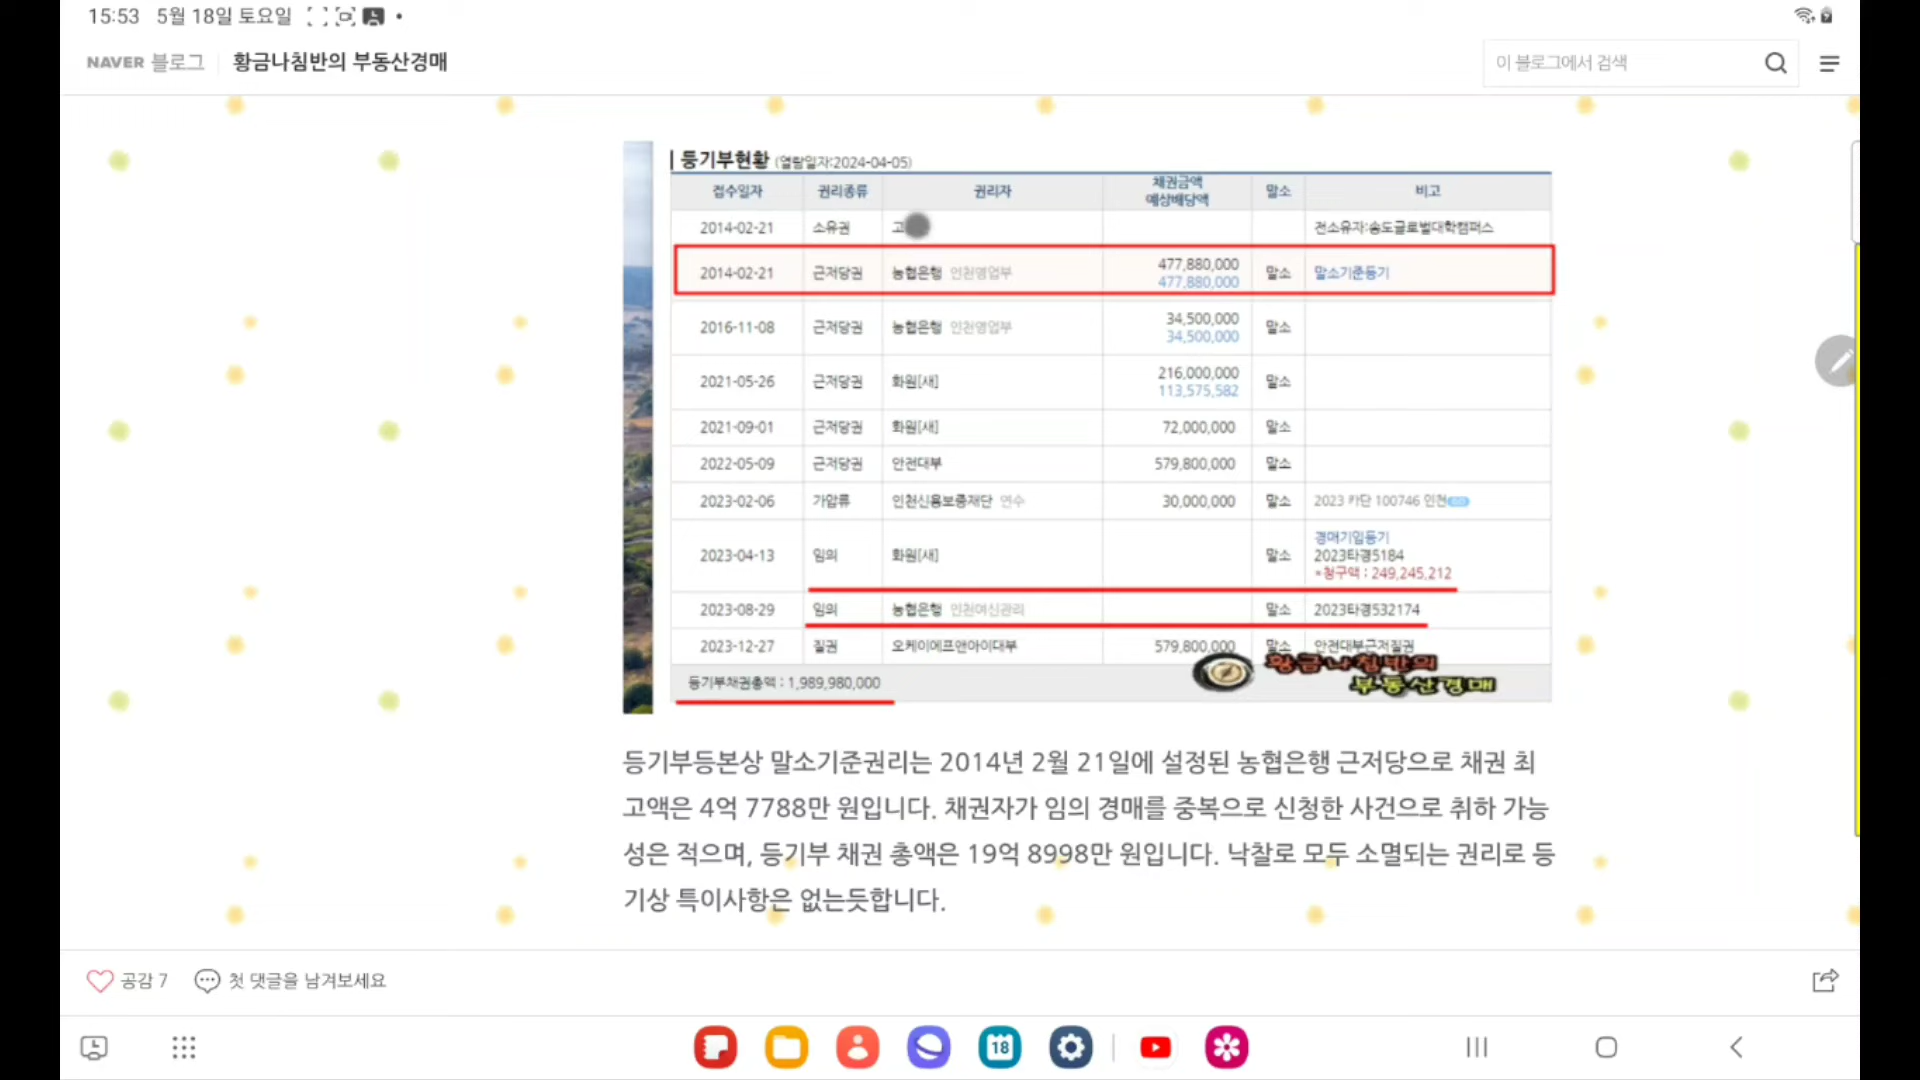 15:53 5월 18일 토요일
NAVER 블로그 황금나침반의 부동산경매
이 블로그에서 검색
등기부현황 (열람일자:2024-04-05)
접수일자 권리종류 권리자 채권금액 예상배당액 말소 비고
2014-02-21 소유권 고 전소유자:송도글로벌대학캠퍼스
2014-02-21 근저당권 농협은행 인천영업부 477,880,000 477,880,000 말소 말소기준등기
2016-11-08 근저당권 농협은행 인천영업부 34,500,000 34,500,000 말소
2021-05-26 근저당권 화원[새] 216,000,000 113,575,582 말소
2021-09-01 근저당권 화원[새] 72,000,000 말소
2022-05-09 근저당권 안전대부 579,800,000 말소
2023-02-06 가압류 인천신용보증재단 연수 30,000,000 말소 2023 카단 100746 인천
2023-04-13 임의 화원[새] 말소 경매기입등기 2023타경5184 *청구액 : 249,245,212
2023-08-29 임의 농협은행 인천여신관리 말소 2023타경532174
2023-12-27 질권 오케이에프앤아이대부 579,800,000 말소 안전대부근저질권
등기부채권총액 : 1,989,980,000
황금나침반의
부동산경매
등기부등본상 말소기준권리는 2014년 2월 21일에 설정된 농협은행 근저당으로 채권 최
고액은 4억 7788만 원입니다. 채권자가 임의 경매를 중복으로 신청한 사건으로 취하 가능
성은 적으며, 등기부 채권 총액은 19억 8998만 원입니다. 낙찰로 모두 소멸되는 권리로 등
기상 특이사항은 없는듯합니다.
공감 7 첫 댓글을 남겨보세요
18